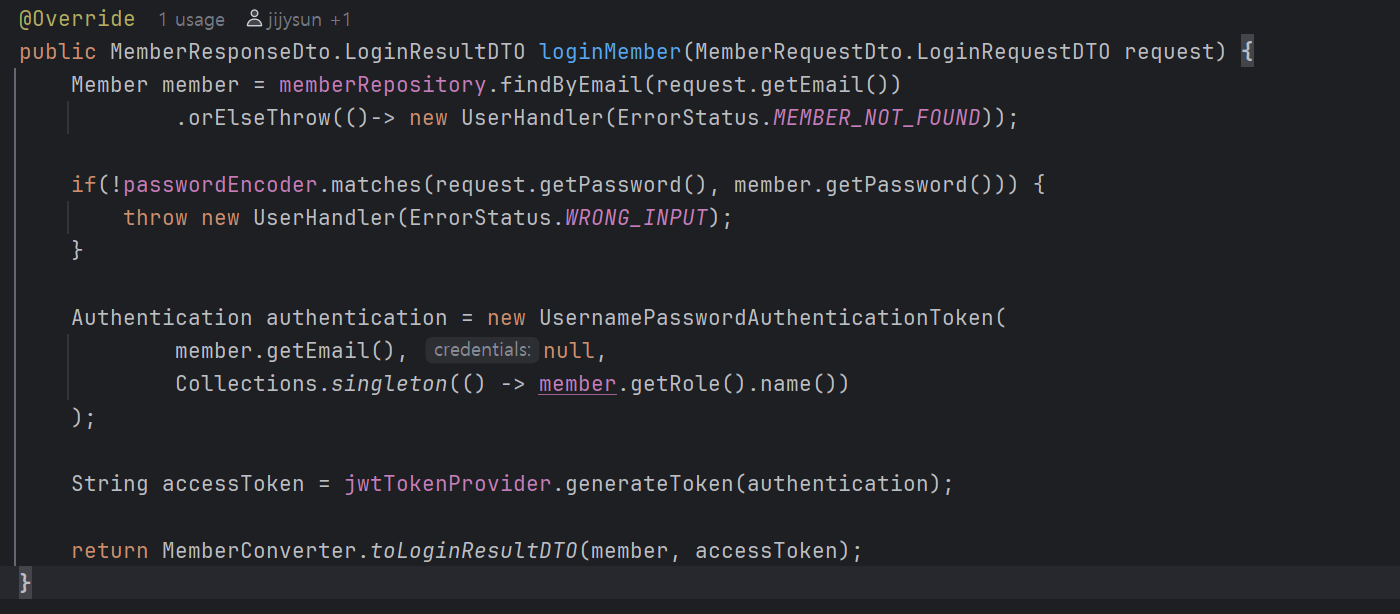 @Override 1 usage jijysun +1
public MemberResponseDto.LoginResultDTO loginMember(MemberRequestDto.LoginRequestDTO request) {
Member member = memberRepository.findByEmail(request.getEmail())
.orElseThrow(()-> new UserHandler(ErrorStatus.MEMBER_NOT_FOUND));
if(!passwordEncoder.matches(request.getPassword(), member.getPassword())) {
throw new UserHandler(ErrorStatus.WRONG_INPUT);
}
Authentication authentication = new UsernamePasswordAuthenticationToken(
member.getEmail(), credentials: null,
Collections.singleton(() -> member.getRole().name())
);
String accessToken = jwtTokenProvider.generateToken(authentication);
return MemberConverter.toLoginResultDTO(member, accessToken);
}